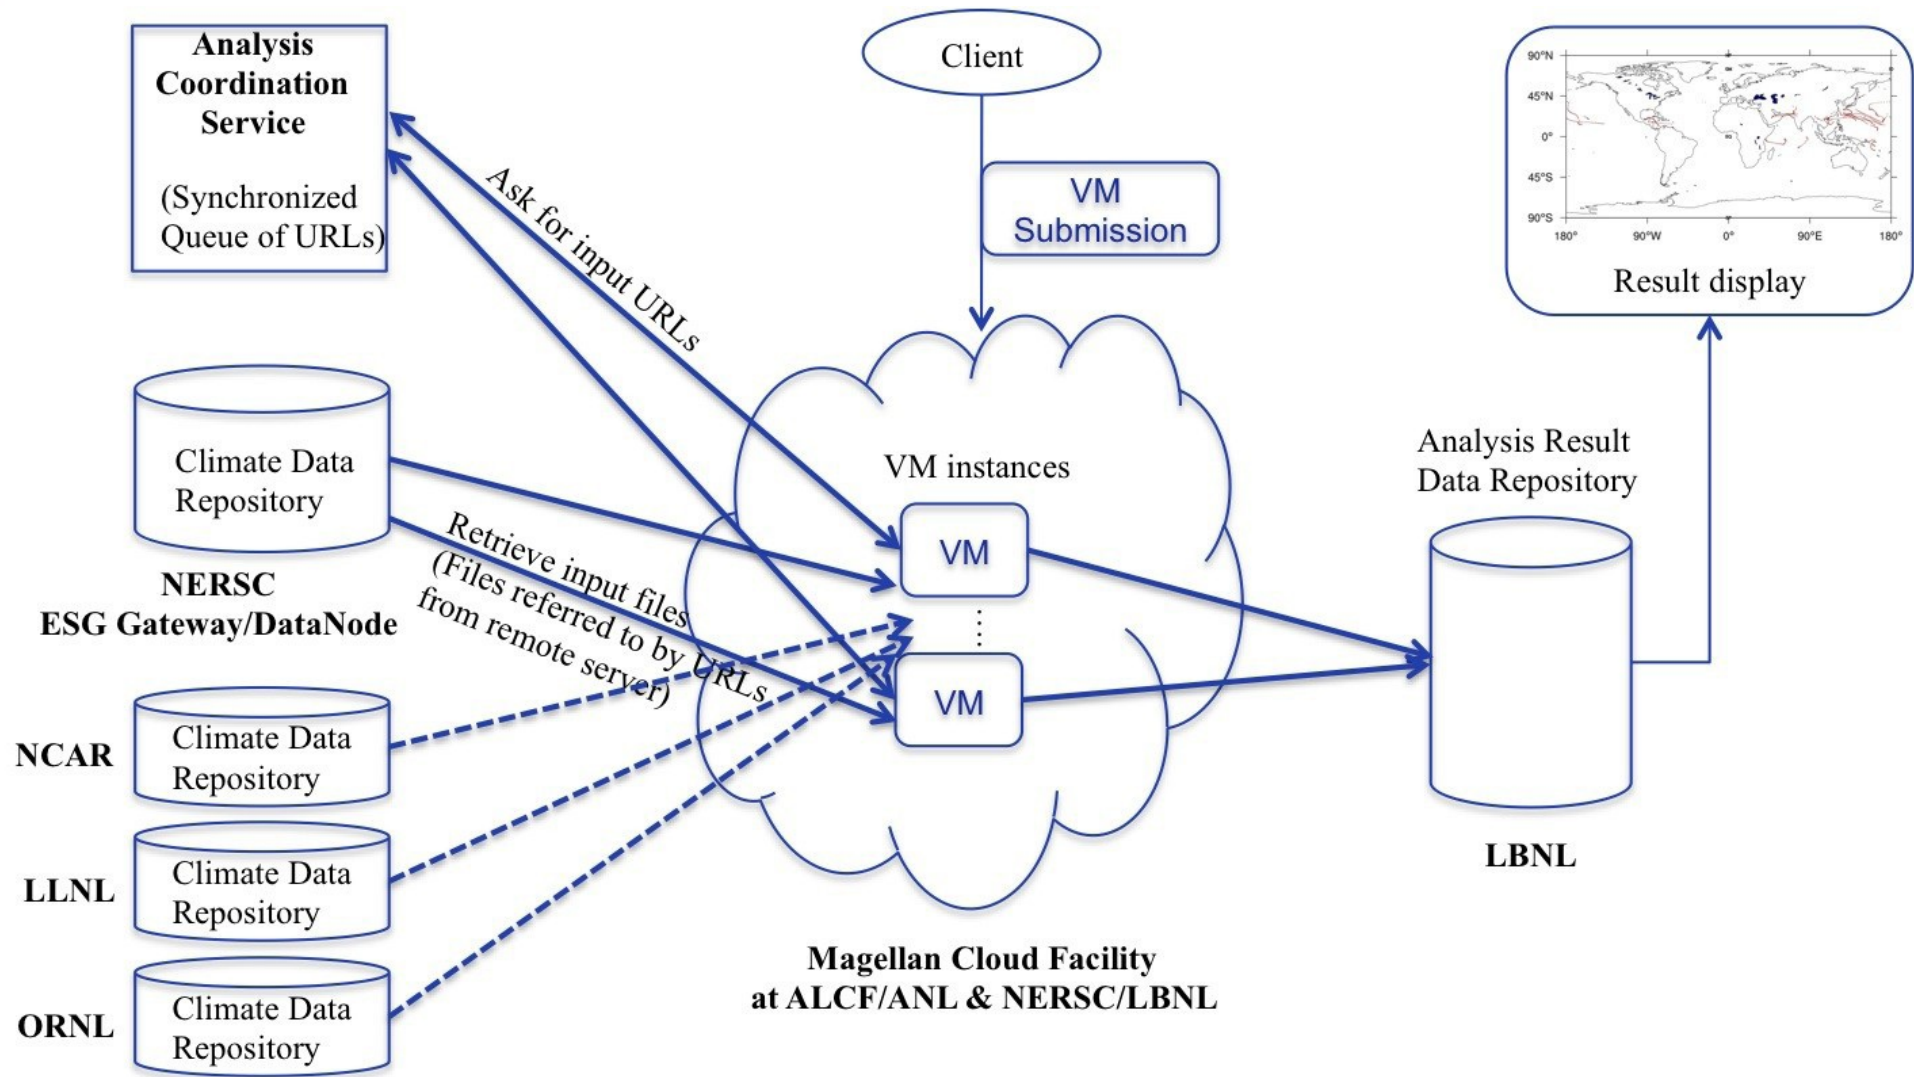 Analysis
Coordination
Service
(Synchronized
Queue of URLs)
Client
VM
Submission
90°N
45°N
0°
45°S
90°S
180°
90°W
0°
90°E
180°
Result display
Ask for input URLs
Climate Data
Repository
NERSC
ESG Gateway/DataNode
Retrieve input files
(Files referred to by URLs
from remote server)
VM instances
VM
VM
Analysis Result
Data Repository
LBNL
NCAR
Climate Data
Repository
LLNL
Climate Data
Repository
ORNL
Climate Data
Repository
Magellan Cloud Facility
at ALCF/ANL & NERSC/LBNL